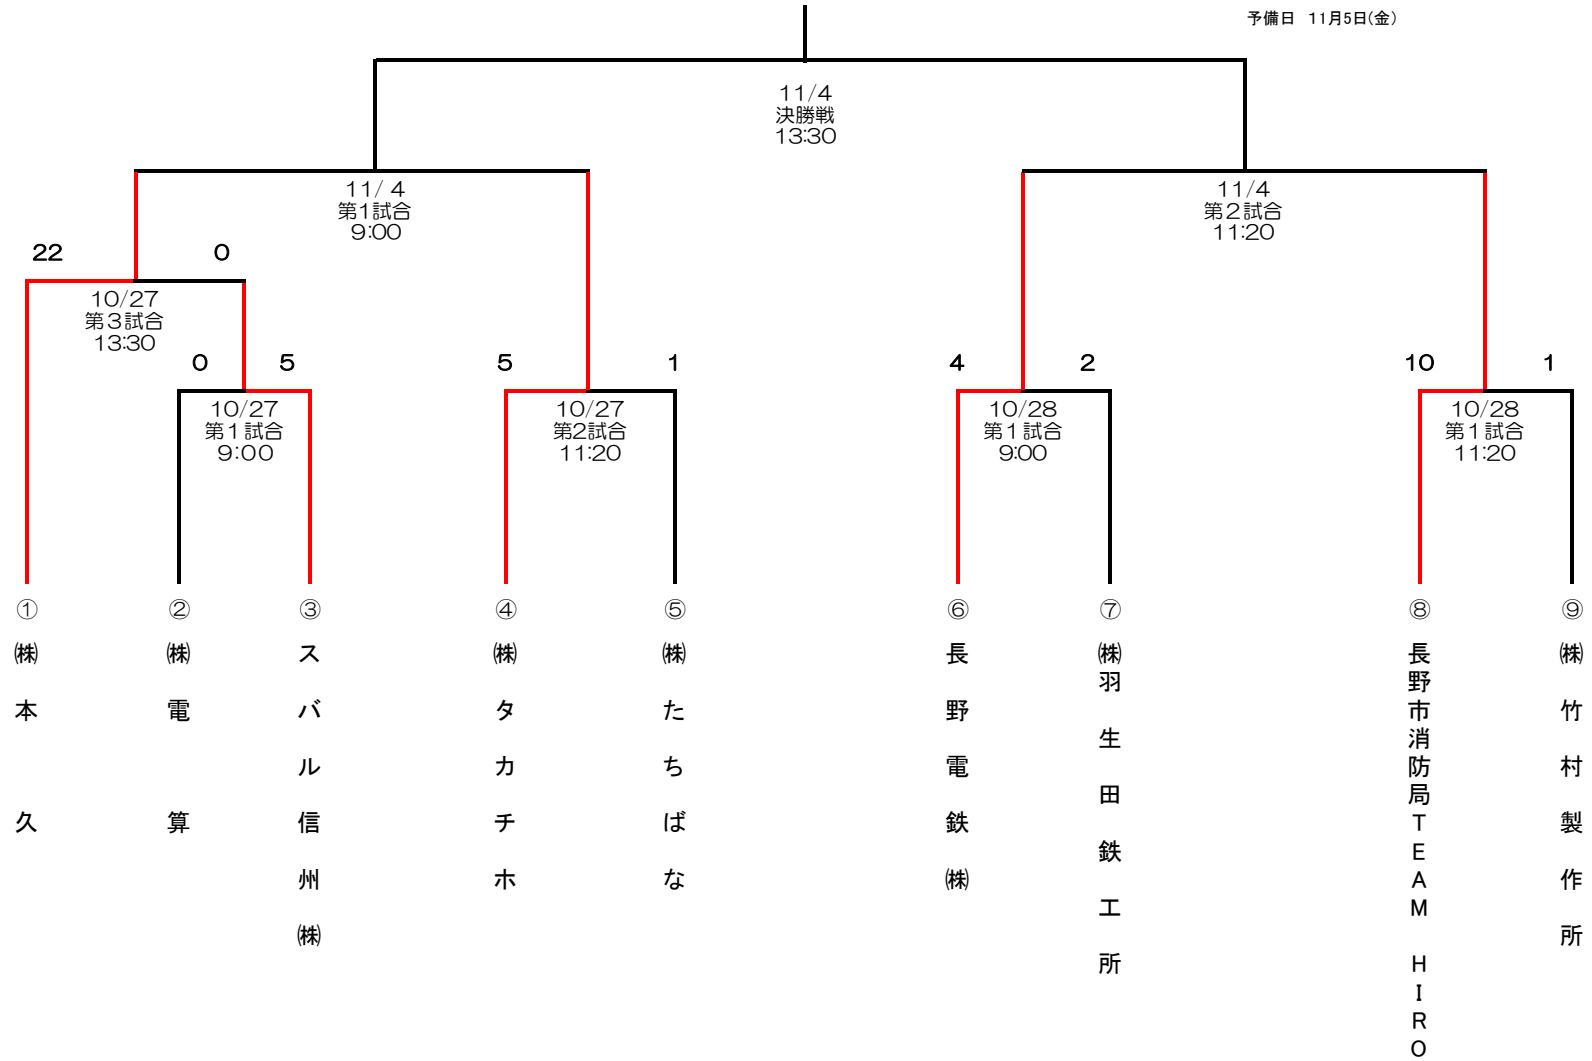 予備日 11月5日(金)
11/4
決勝戦
13:30
11/ 4
第1試合
9:00
11/4
第2試合
11:20
22
0
10/27
第3試合
13:30
0
5
5
1
4
2
10
1
10/27
第1試合
9:00
10/27
第2試合
11:20
10/28
第1試合
9:00
10/28
第1試合
11:20
①
㈱本久
②
㈱電算
③
スバル信州㈱
④
㈱タカチホ
⑤
㈱たちばな
⑥
長野電鉄㈱
⑦
㈱羽生田鉄工所
⑧
長野市消防局TEAM HIRO
⑨
㈱竹村製作所